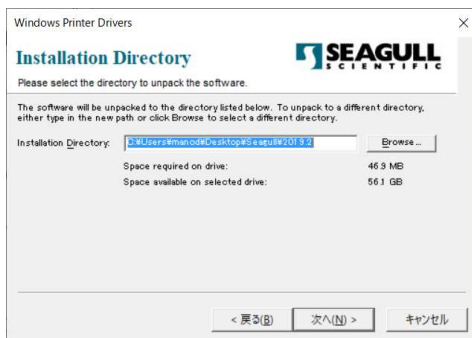 Windows Printer Drivers
Installation Directory
SEAGULL
SCIENTIFIC
Please select the directory to unpack the software.
The software will be unpacked to the directory listed below. To unpack to a different directory,
either type in the new path or click Browse to select a different directory.
Installation Directory: C:¥Users¥manod¥Desktop¥Seagull¥2019.2 Browse ...
Space required on drive: 46.9 MB
Space available on selected drive: 56.1 GB
< 戻る(B) 次へ(N) > キャンセル